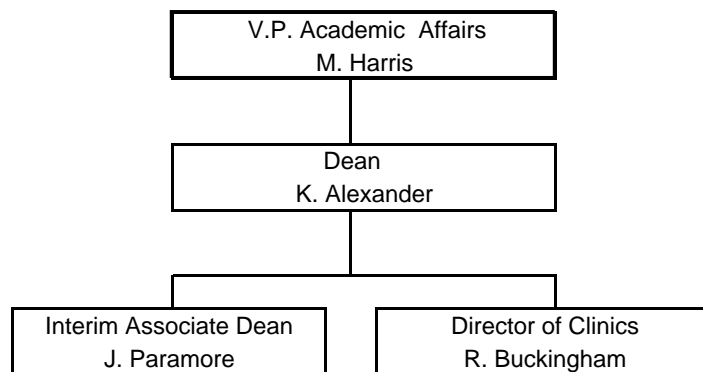 V.P. Academic Affairs
M. Harris
Dean
K. Alexander
Interim Associate Dean
J. Paramore
Director of Clinics
R. Buckingham